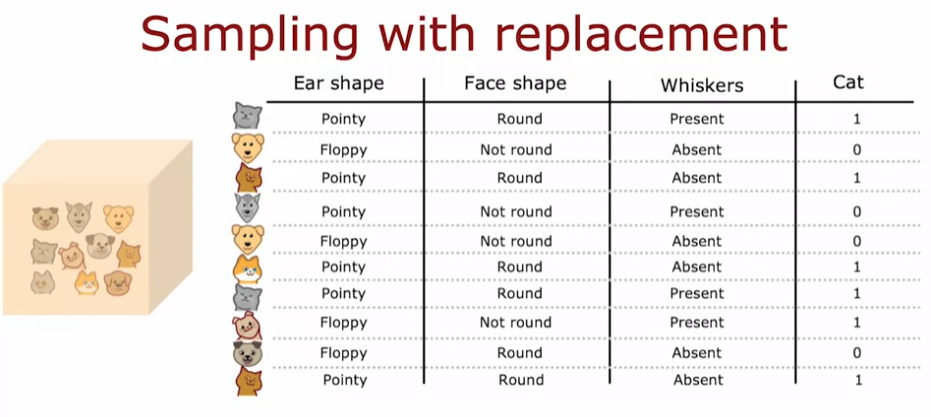 Sampling with replacement
Ear shape Face shape Whiskers Cat
Pointy Round Present 1
Floppy Not round Absent 0
Pointy Round Absent 1
Pointy Not round Present 0
Floppy Not round Absent 0
Pointy Round Absent 1
Pointy Round Present 1
Floppy Not round Present 1
Floppy Round Absent 0
Pointy Round Absent 1